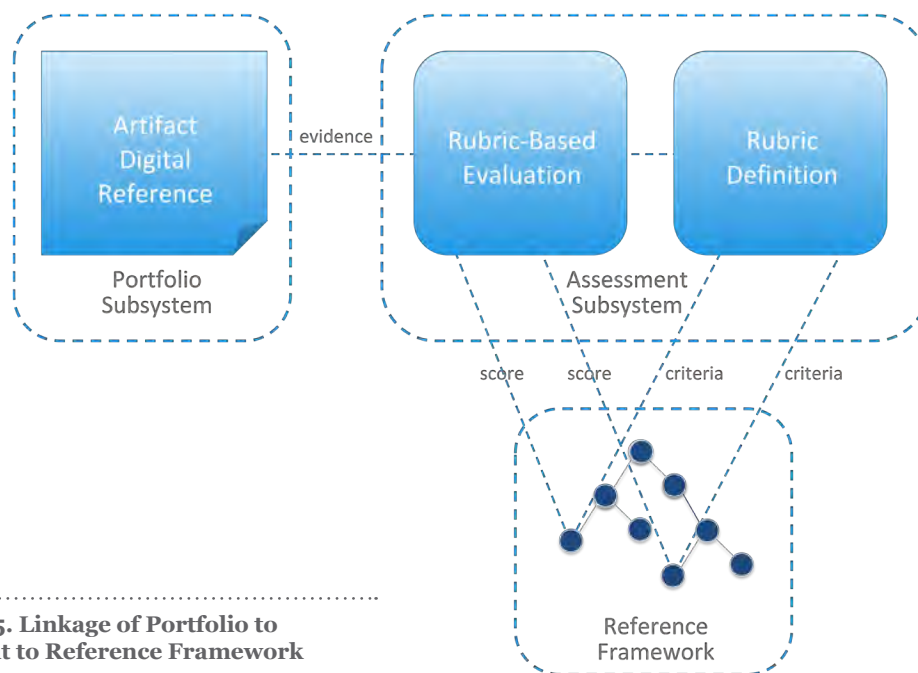 Artifact
Digital
Reference
evidence
Rubric-Based
Evaluation
Rubric
Definition
Portfolio
Subsystem
Assessment
Subsystem
score
score
criteria
criteria
Reference
Framework
5. Linkage of Portfolio to
t to Reference Framework